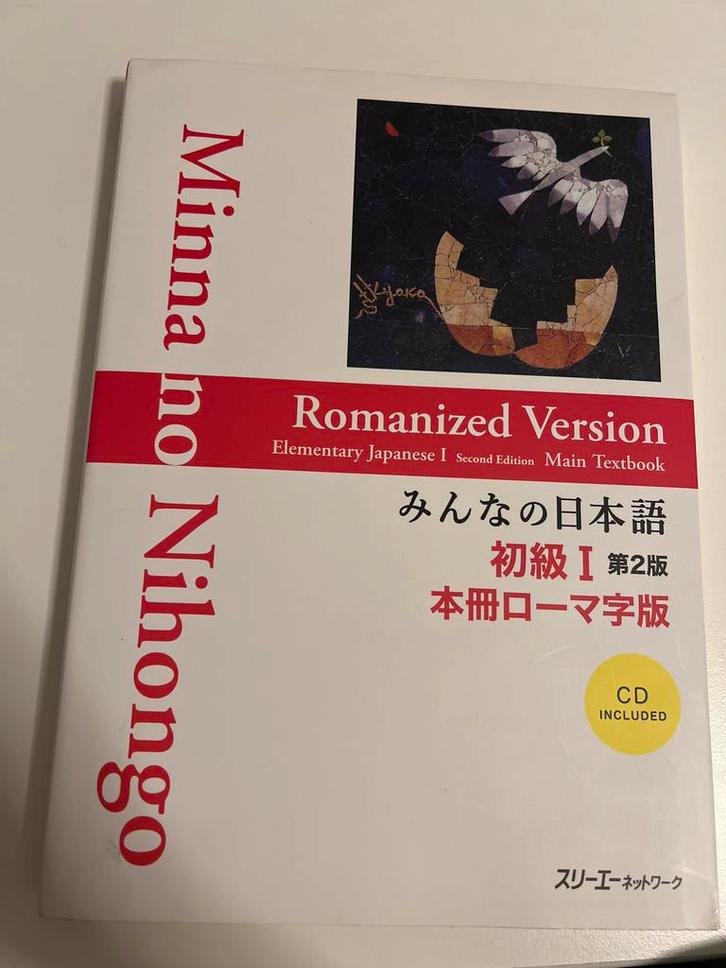 Minna no Nihongo
Romanized Version
Elementary Japanese I Second Edition Main Textbook
みんなの日本語
初級 I 第2版
本冊ローマ字版
CD
INCLUDED
スリーエーネットワーク